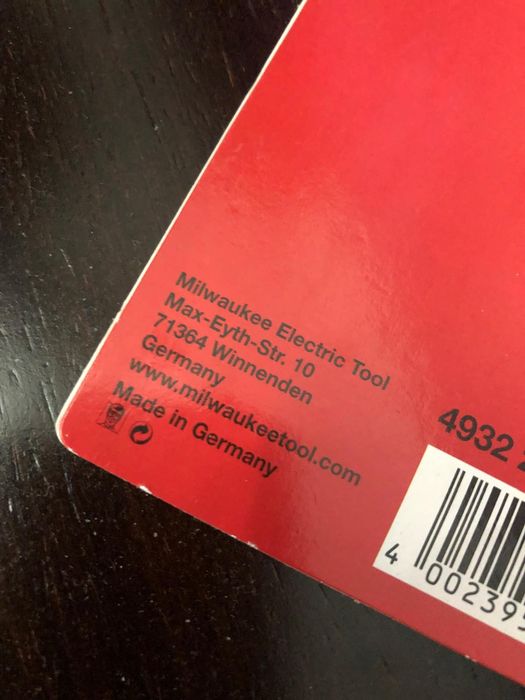 Milwaukee Electric Tool
Max-Eyth-Str. 10
71364 Winnenden
Germany
www.milwaukeetool.com
Made in Germany
4932
4 002395